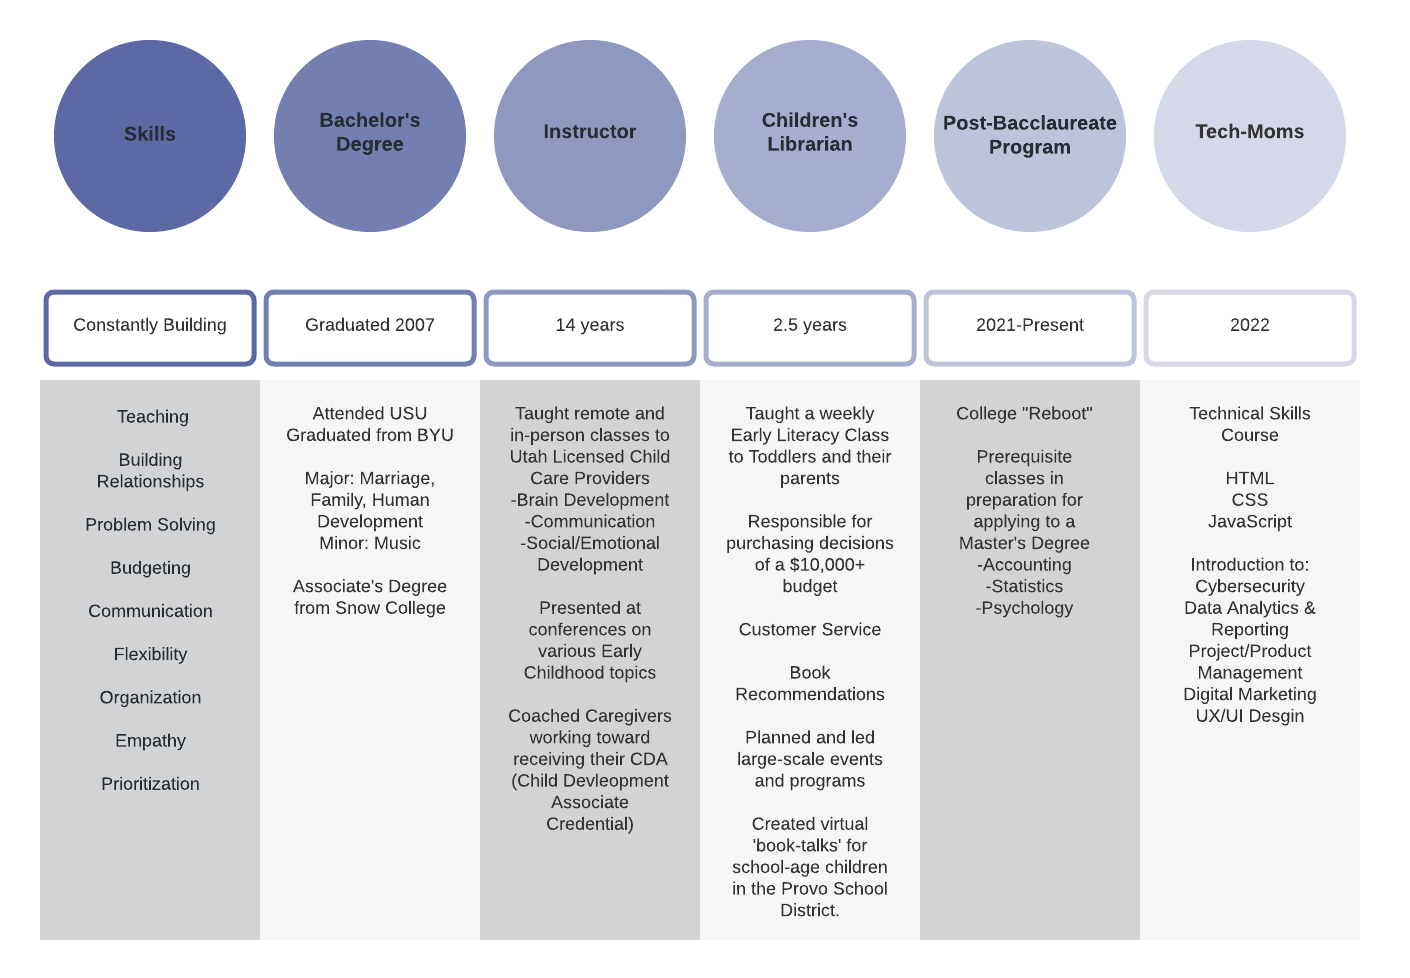 Skills
Bachelor's
Degree
Instructor
Children's
Librarian
Post-Bacclaureate
Program
Tech-Moms
Constantly Building
Graduated 2007
14 years
2.5 years
2021-Present
2022
Teaching
Building
Relationships
Problem Solving
Budgeting
Communication
Flexibility
Organization
Empathy
Prioritization
Attended USU
Graduated from BYU
Major: Marriage,
Family, Human
Development
Minor: Music
Associate's Degree
from Snow College
Taught remote and
in-person classes to
Utah Licensed Child
Care Providers
-Brain Development
-Communication
-Social/Emotional
Development
Presented at
conferences on
various Early
Childhood topics
Coached Caregivers
working toward
receiving their CDA
(Child Devleopment
Associate
Credential)
Taught a weekly
Early Literacy Class
to Toddlers and their
parents
Responsible for
purchasing decisions
of a $10,000+
budget
Customer Service
Book
Recommendations
Planned and led
large-scale events
and programs
Created virtual
'book-talks' for
school-age children
in the Provo School
District.
College "Reboot"
Prerequisite
classes in
preparation for
applying to a
Master's Degree
-Accounting
-Statistics
-Psychology
Technical Skills
Course
HTML
CSS
JavaScript
Introduction to:
Cybersecurity
Data Analytics &
Reporting
Project/Product
Management
Digital Marketing
UX/UI Desgin